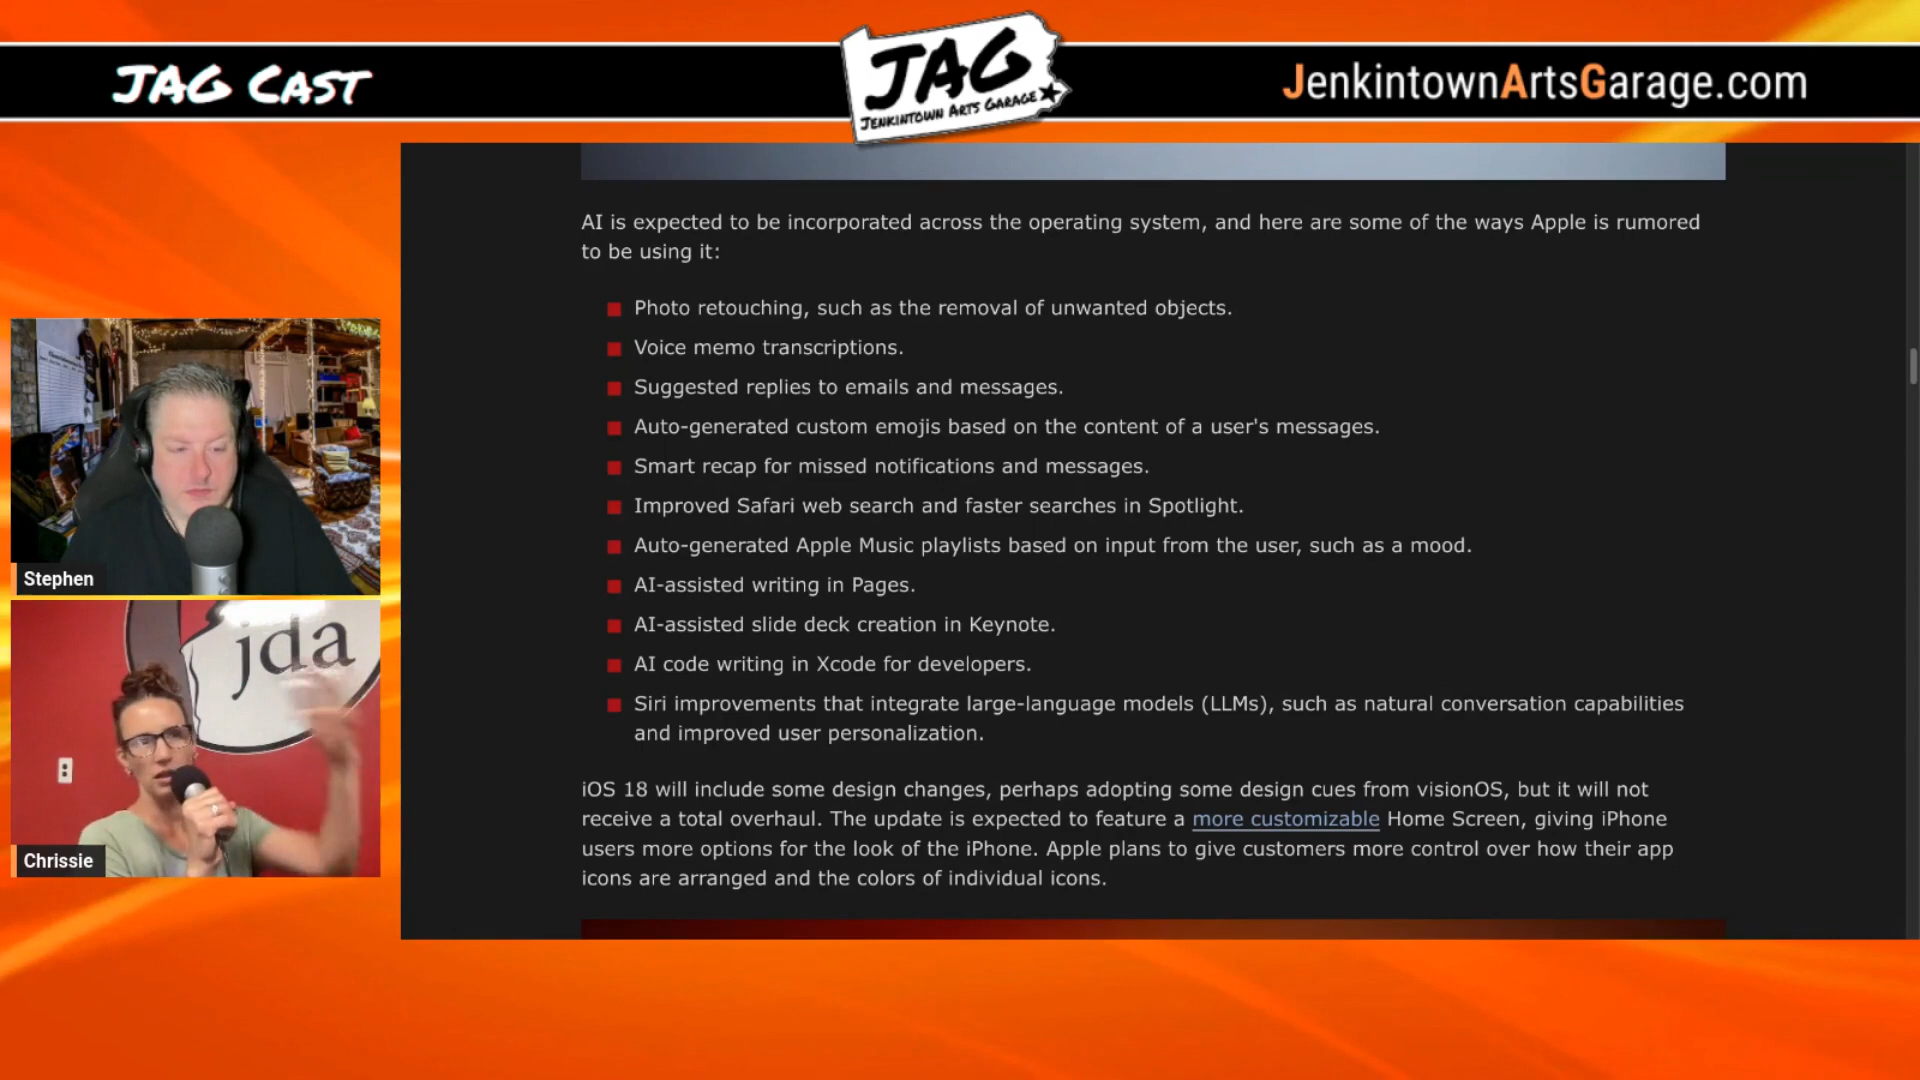 JAG CAST
JAG
JENKINTOWN ARTS GARAGE
JenkintownArtsGarage.com
AI is expected to be incorporated across the operating system, and here are some of the ways Apple is rumored
to be using it:
Photo retouching, such as the removal of unwanted objects.
Voice memo transcriptions.
Suggested replies to emails and messages.
Auto-generated custom emojis based on the content of a user's messages.
Smart recap for missed notifications and messages.
Improved Safari web search and faster searches in Spotlight.
Auto-generated Apple Music playlists based on input from the user, such as a mood.
AI-assisted writing in Pages.
AI-assisted slide deck creation in Keynote.
AI code writing in Xcode for developers.
Siri improvements that integrate large-language models (LLMs), such as natural conversation capabilities
and improved user personalization.
iOS 18 will include some design changes, perhaps adopting some design cues from visionOS, but it will not
receive a total overhaul. The update is expected to feature a more customizable Home Screen, giving iPhone
users more options for the look of the iPhone. Apple plans to give customers more control over how their app
icons are arranged and the colors of individual icons.
Stephen
jda
Chrissie